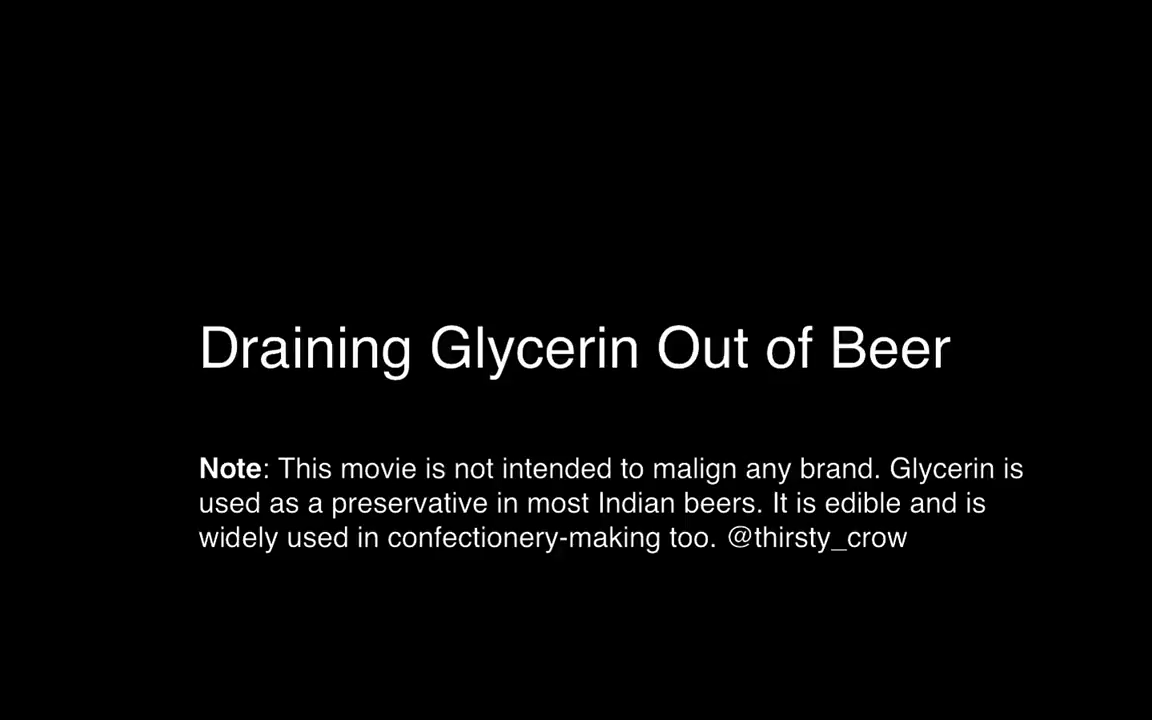 Draining Glycerin Out of Beer
Note: This movie is not intended to malign any brand. Glycerin is
used as a preservative in most Indian beers. It is edible and is
widely used in confectionery-making too. @thirsty_crow